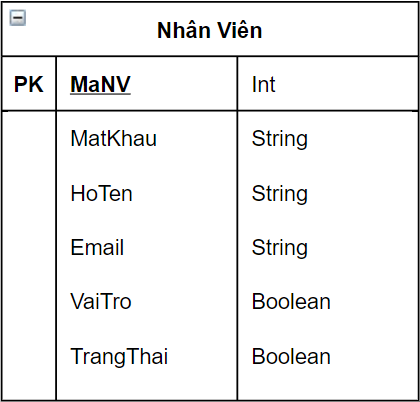 Nhân Viên
PK MaNV Int
MatKhau String
HoTen String
Email String
VaiTro Boolean
TrangThai Boolean